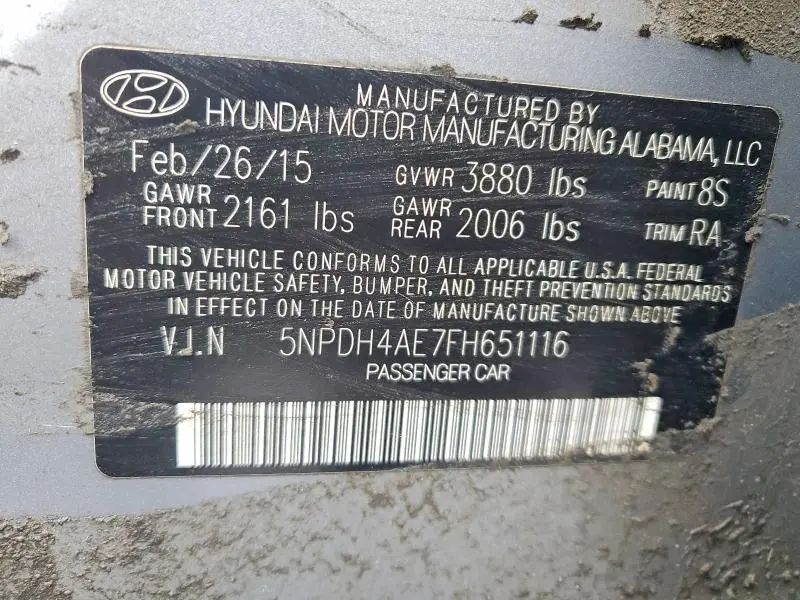 MANUFACTURED BY
HYUNDAI MOTOR MANUFACTURING ALABAMA, LLC
Feb/26/15 GVWR 3880 lbs PAINT 8S
GAWR FRONT 2161 lbs GAWR REAR 2006 lbs TRIM RA
THIS VEHICLE CONFORMS TO ALL APPLICABLE U.S.A. FEDERAL
MOTOR VEHICLE SAFETY, BUMPER, AND THEFT PREVENTION STANDARDS
IN EFFECT ON THE DATE OF MANUFACTURE SHOWN ABOVE
V.I.N 5NPDH4AE7FH651116
PASSENGER CAR